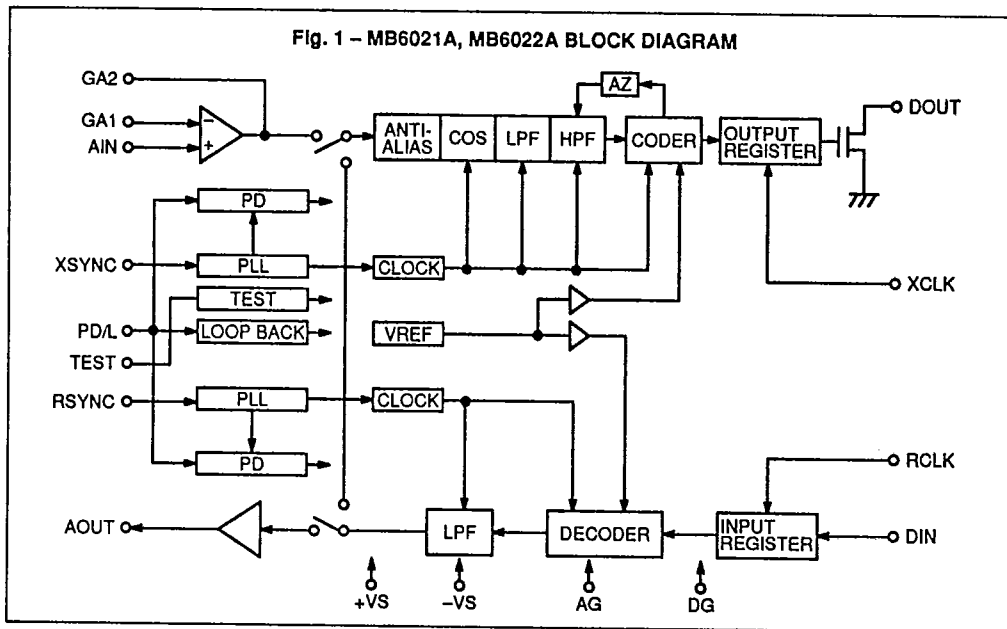 Fig. 1 – MB6021A, MB6022A BLOCK DIAGRAM
GA2
GA1
AIN
–
+
ANTI-
ALIAS
COS
LPF
HPF
AZ
CODER
OUTPUT
REGISTER
DOUT
PD
XSYNC
PLL
CLOCK
XCLK
TEST
PD/L
LOOP BACK
VREF
TEST
RSYNC
PLL
CLOCK
PD
RCLK
AOUT
LPF
DECODER
INPUT
REGISTER
DIN
+VS
–VS
AG
DG